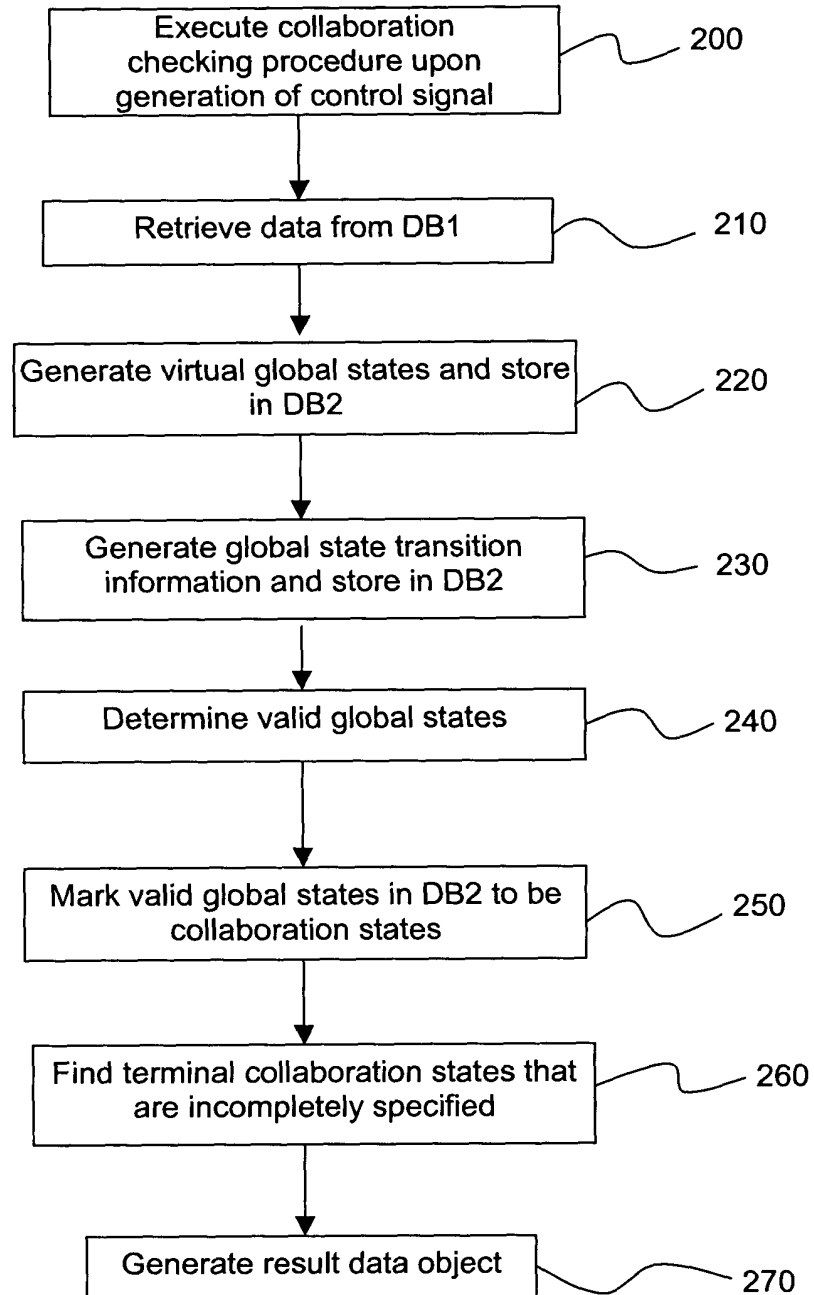 Execute collaboration
checking procedure upon
generation of control signal
200
Retrieve data from DB1
210
Generate virtual global states and store
in DB2
220
Generate global state transition
information and store in DB2
230
Determine valid global states
240
Mark valid global states in DB2 to be
collaboration states
250
Find terminal collaboration states that
are incompletely specified
260
Generate result data object
270